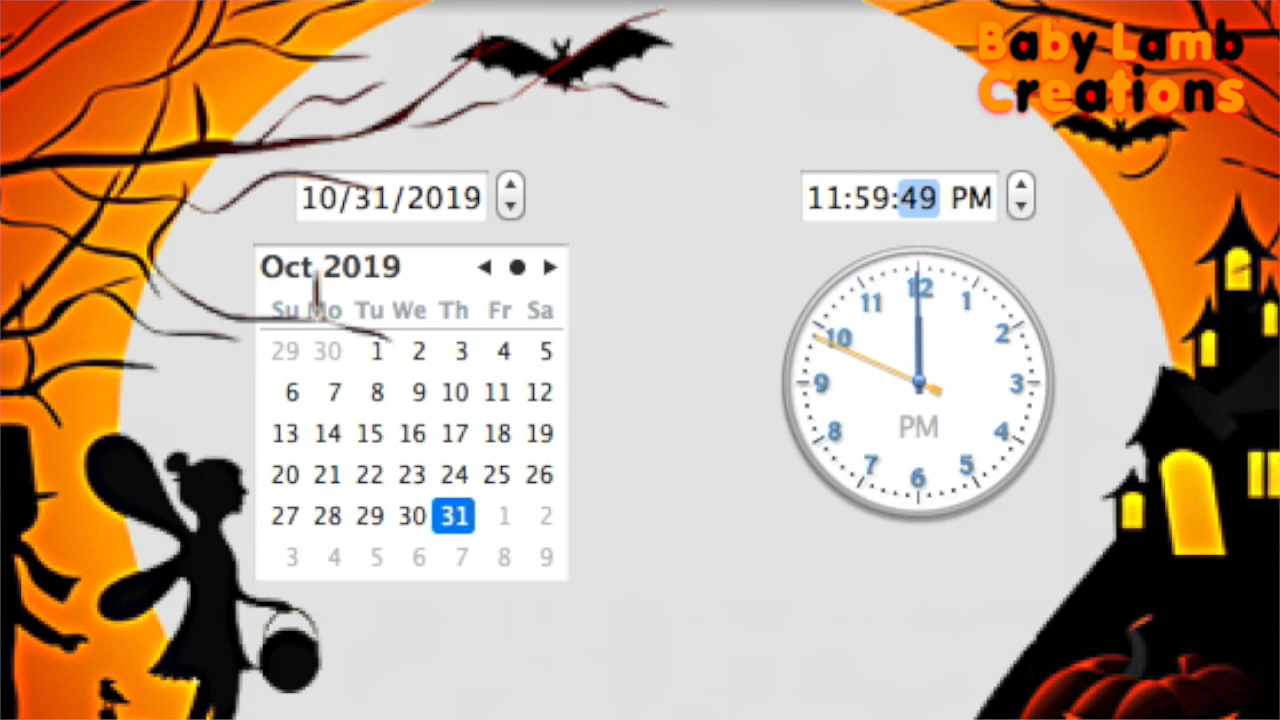 Baby Lamb
Creations
10/31/2019
11:59:49 PM
Oct 2019
Su Mo Tu We Th Fr Sa
29 30 1 2 3 4 5
6 7 8 9 10 11 12
13 14 15 16 17 18 19
20 21 22 23 24 25 26
27 28 29 30 31 1 2
3 4 5 6 7 8 9
12
11 1
10 2
9 3
PM
8 4
7 5
6